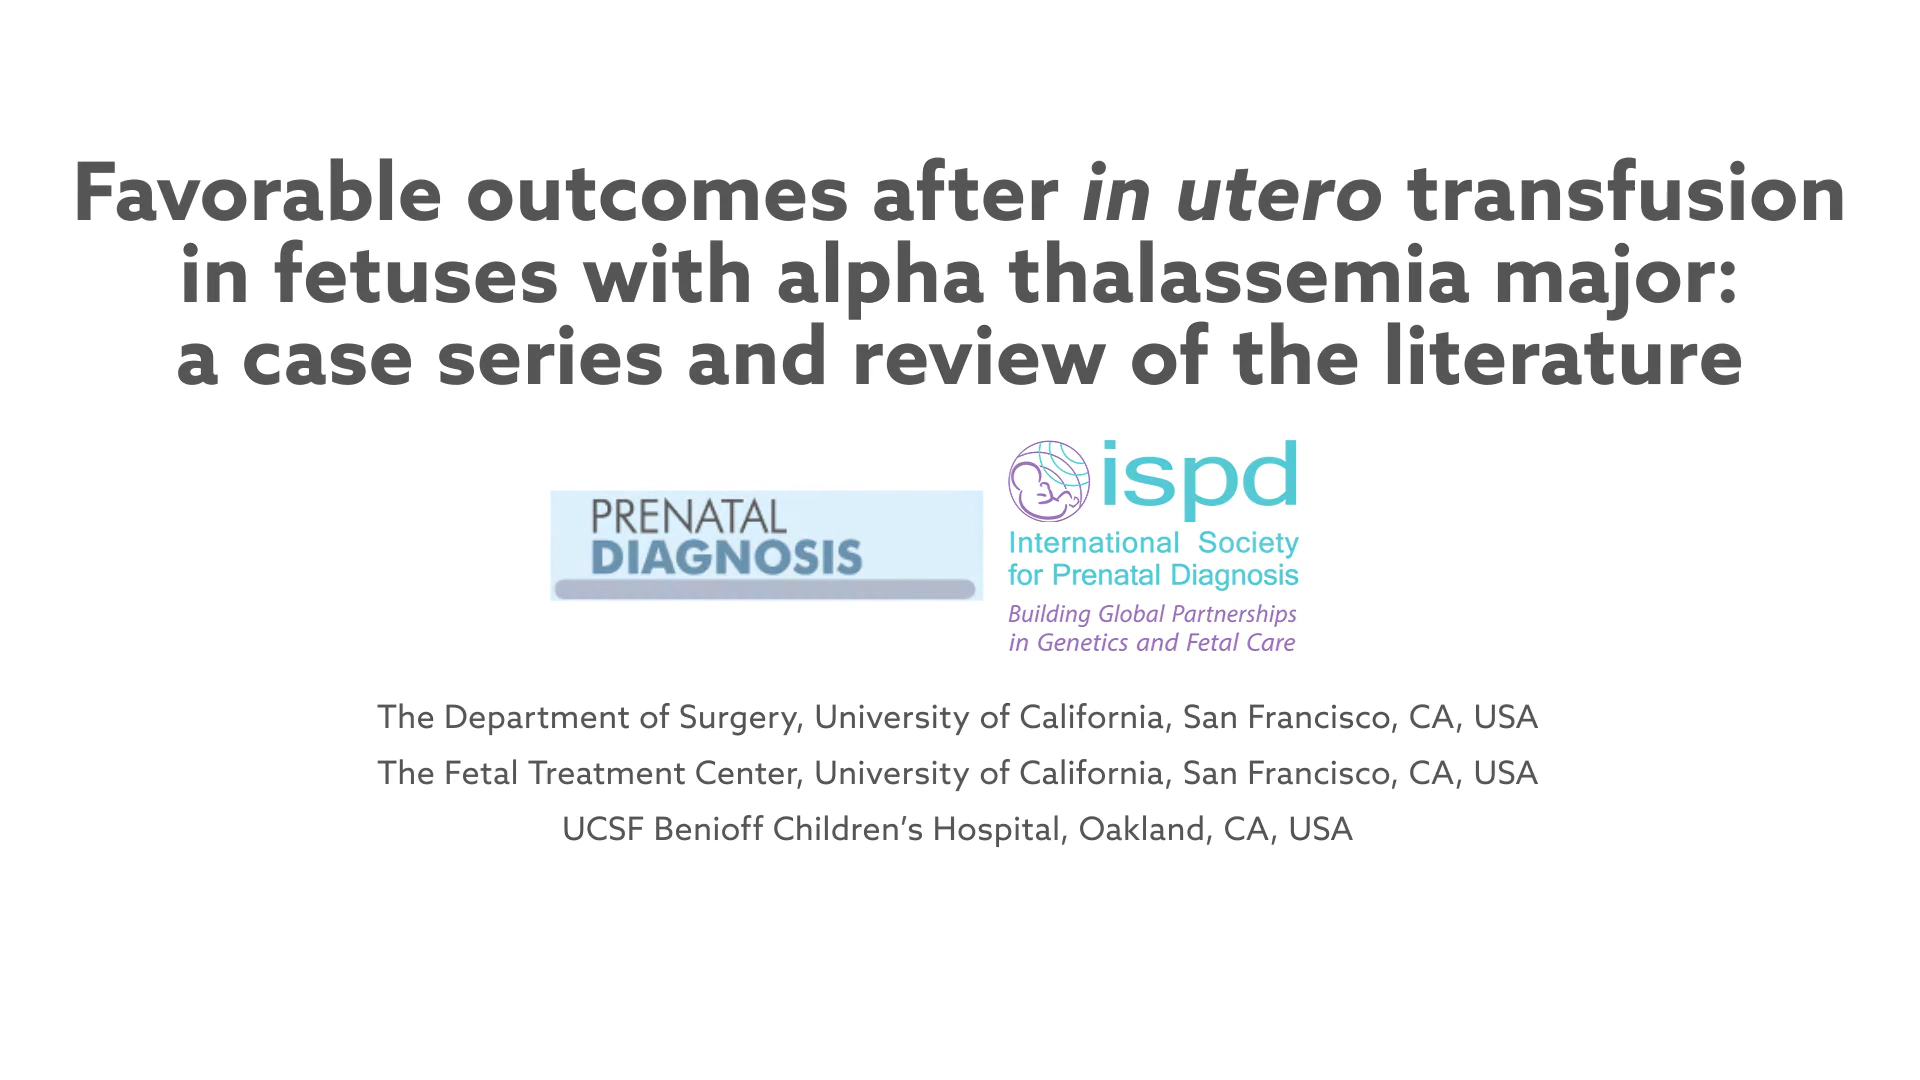 Favorable outcomes after in utero transfusion
in fetuses with alpha thalassemia major:
a case series and review of the literature
PRENATAL
DIAGNOSIS
ispd
International Society
for Prenatal Diagnosis
Building Global Partnerships
in Genetics and Fetal Care
The Department of Surgery, University of California, San Francisco, CA, USA
The Fetal Treatment Center, University of California, San Francisco, CA, USA
UCSF Benioff Children’s Hospital, Oakland, CA, USA